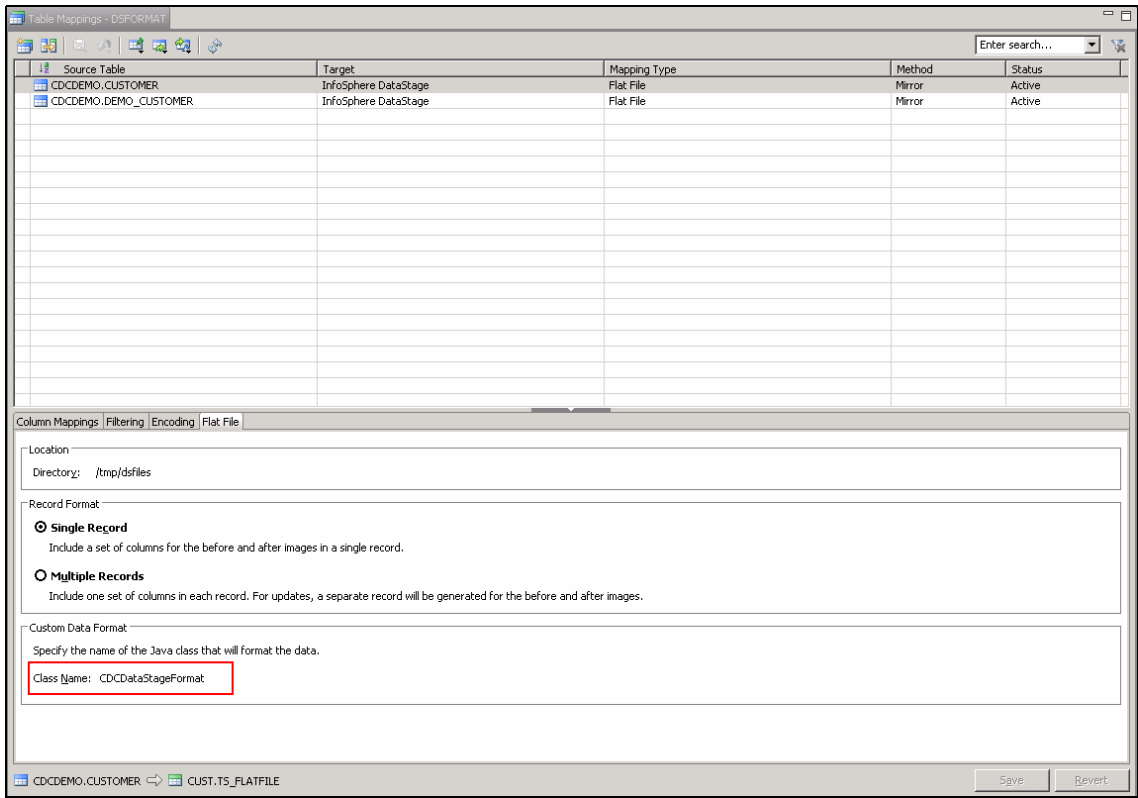 Table Mappings - DSFORMAT
Enter search...
Source Table Target Mapping Type Method Status
CDCDEMO.CUSTOMER InfoSphere DataStage Flat File Mirror Active
CDCDEMO.DEMO_CUSTOMER InfoSphere DataStage Flat File Mirror Active
Column Mappings Filtering Encoding Flat File
Location
Directory: /tmp/dsfiles
Record Format
Single Record
Include a set of columns for the before and after images in a single record.
Multiple Records
Include one set of columns in each record. For updates, a separate record will be generated for the before and after images.
Custom Data Format
Specify the name of the Java class that will format the data.
Class Name: CDCDataStageFormat
CDCDEMO.CUSTOMER CUST.TS_FLATFILE Save Revert